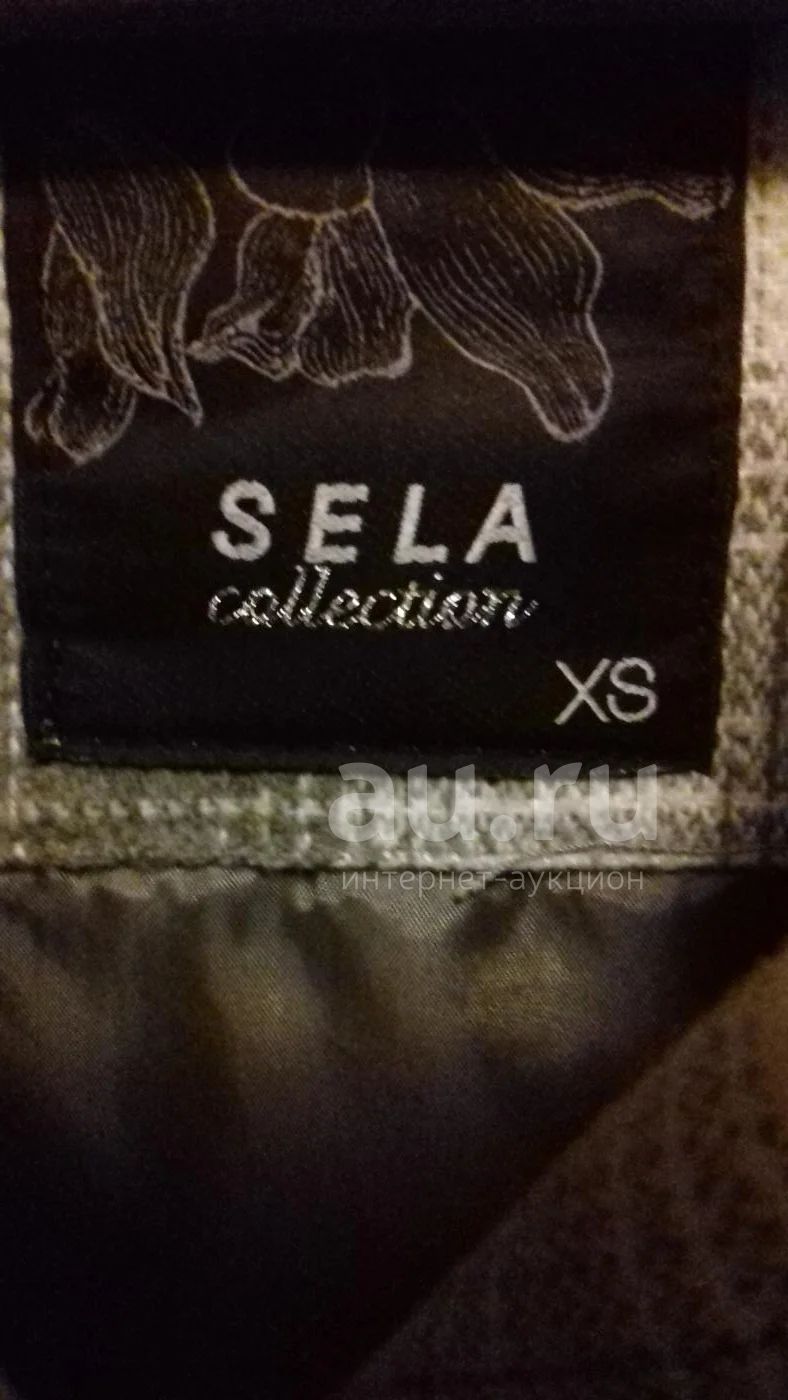 SELA
collection
XS
au.ru
интернет-аукцион